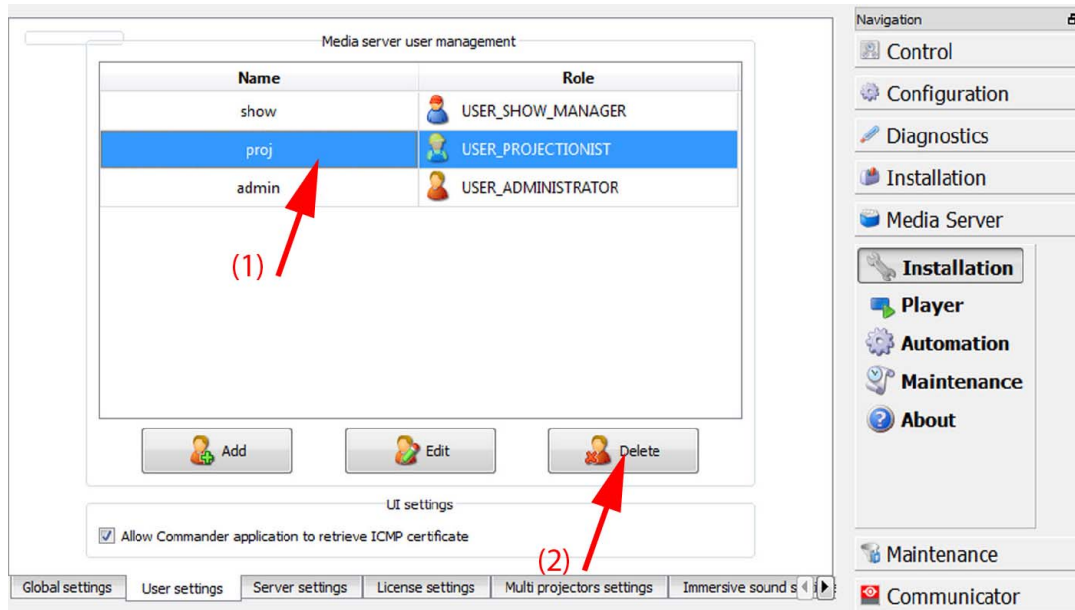 Media server user management
Name Role
show USER_SHOW_MANAGER
proj USER_PROJECTIONIST
admin USER_ADMINISTRATOR
(1)
Add Edit Delete
UI settings
Allow Commander application to retrieve ICMP certificate
(2)
Global settings User settings Server settings License settings Multi projectors settings Immersive sound s
Navigation
Control
Configuration
Diagnostics
Installation
Media Server
Installation
Player
Automation
Maintenance
About
Maintenance
Communicator